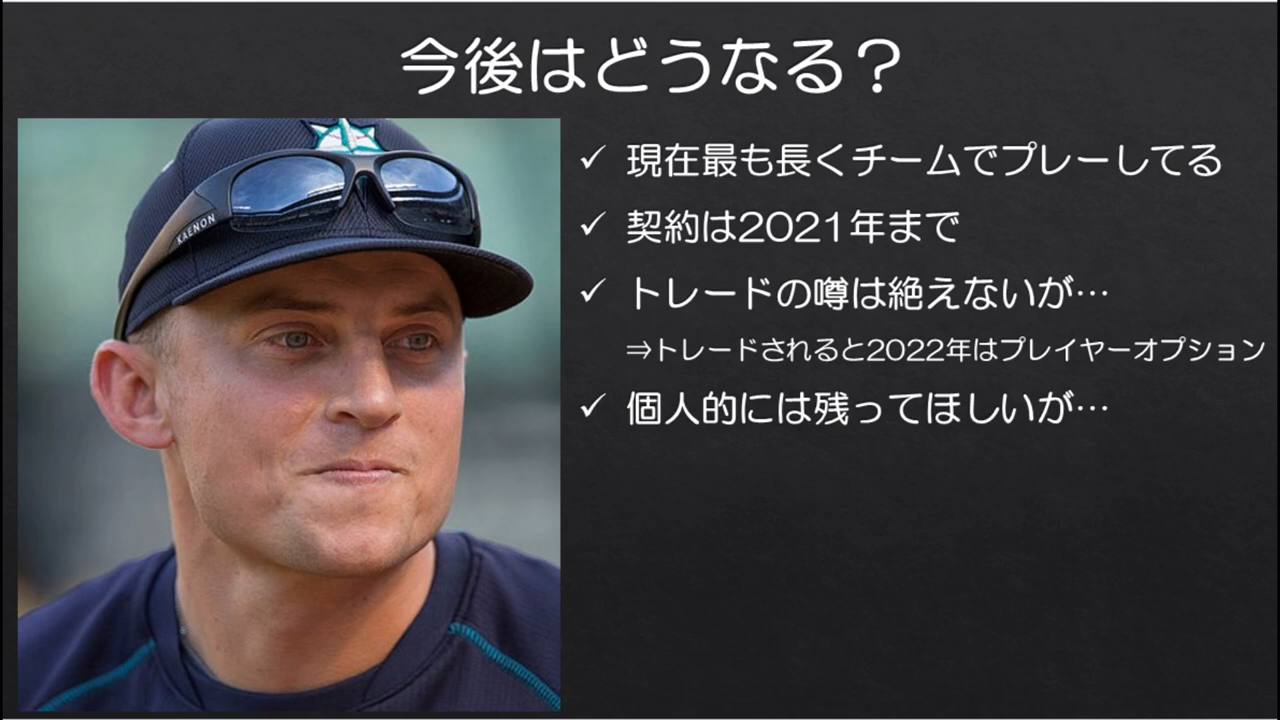 今後はどうなる？
KAENON
✓ 現在最も長くチームでプレーしてる
✓ 契約は2021年まで
✓ トレードの噂は絶えないが…
⇒トレードされると2022年はプレイヤーオプション
✓ 個人的には残ってほしいが…